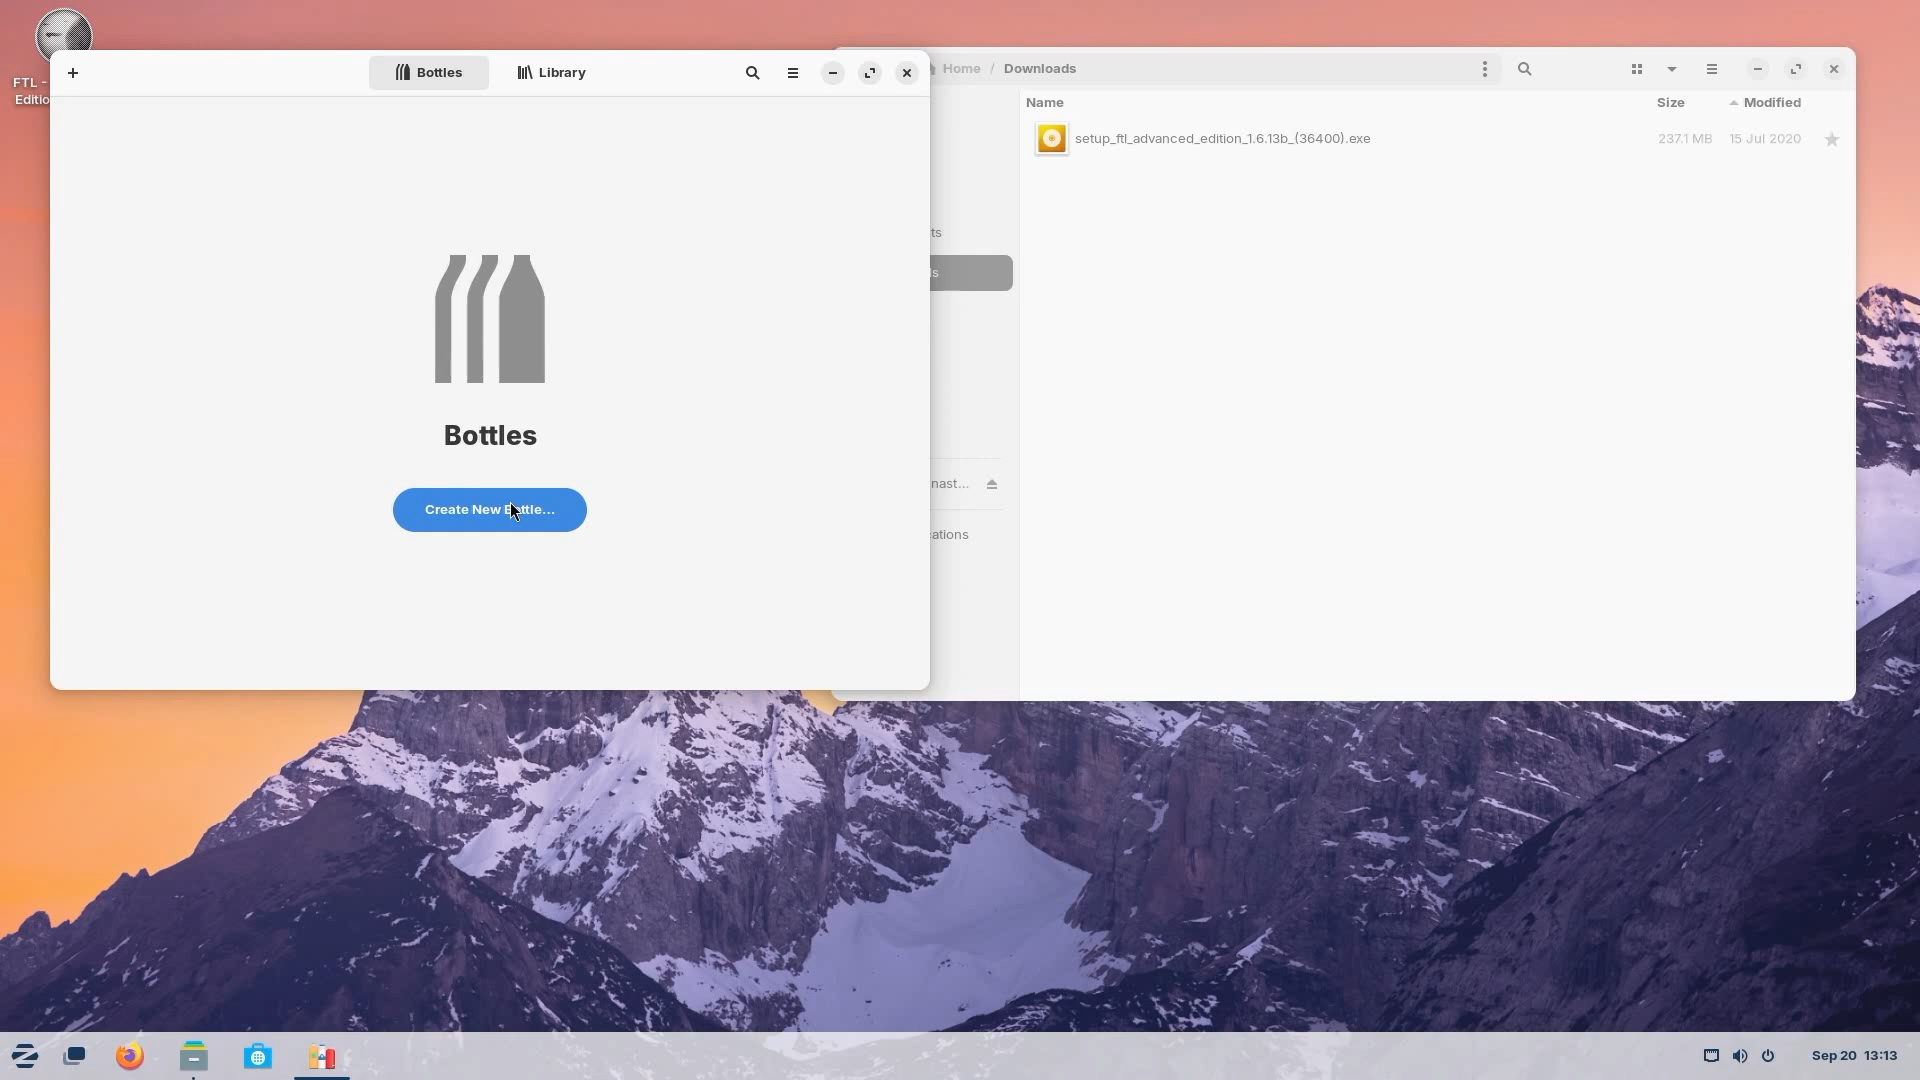 FTL -
Editio
Bottles
Library
Bottles
Create New Bottle...
Home / Downloads
Name
Size
Modified
setup_ftl_advanced_edition_1.6.13b_(36400).exe
237.1 MB
15 Jul 2020
ts
ls
nast...
ations
Sep 20 13:13